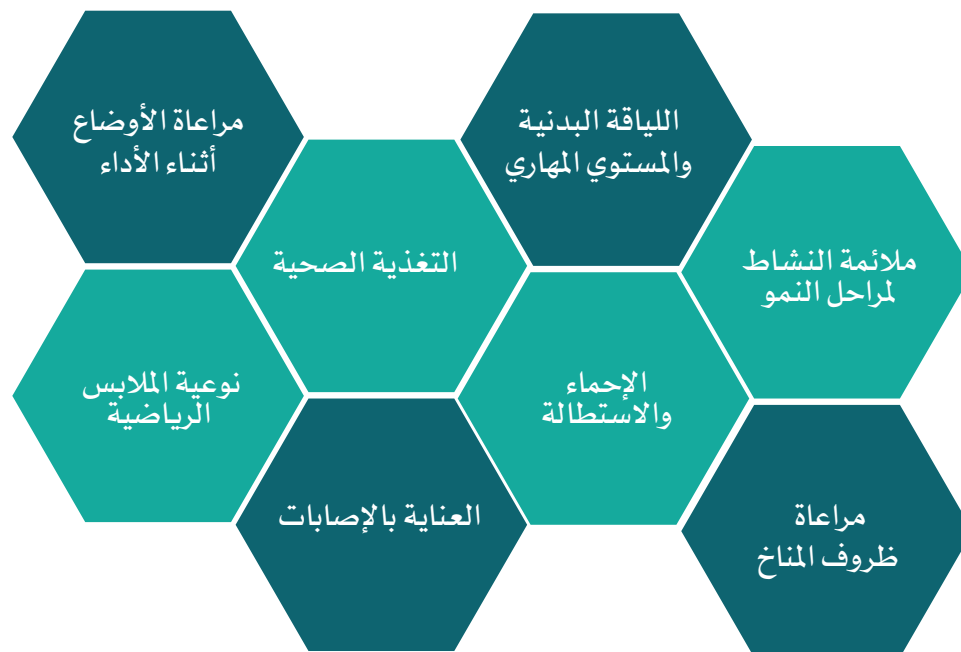 اللياقة البدنية
والمستوي المهاري
مراعاة الأوضاع
أثناء الأداء
ملائمة النشاط
لمراحل النمو
التغذية الصحية
الإحماء
والاستطالة
نوعية الملابس
الرياضية
مراعاة
ظروف المناخ
العناية بالإصابات